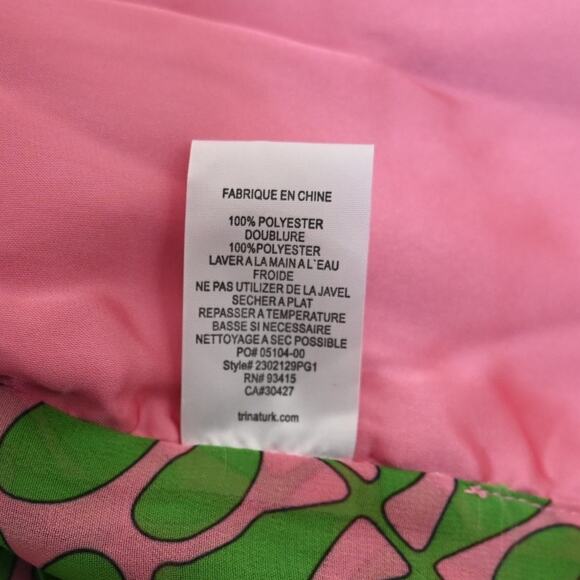 FABRIQUE EN CHINE
100% POLYESTER
DOUBLURE
100%POLYESTER
LAVER A LA MAIN A L`EAU
FROIDE
NE PAS UTILIZER DE LA JAVEL
SECHER A PLAT
REPASSER A TEMPERATURE
BASSE SI NECESSAIRE
NETTOYAGE A SEC POSSIBLE
PO# 05104-00
Style# 2302129PG1
RN# 93415
CA#30427
trinaturk.com